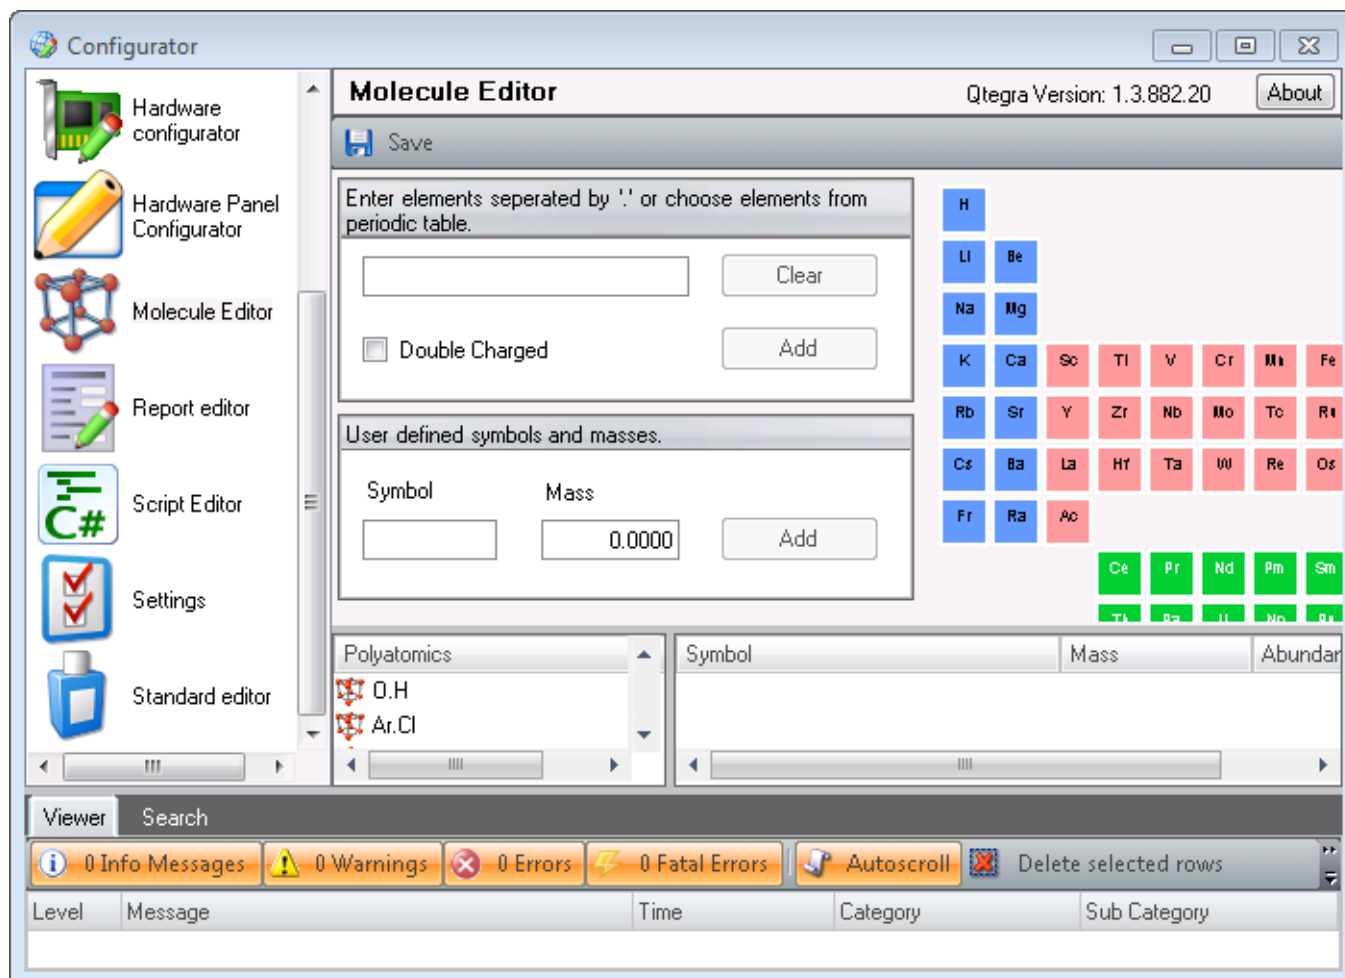 Configurator
Hardware configurator
Hardware Panel Configurator
Molecule Editor
Report editor
Script Editor
C#
Settings
Standard editor
Molecule Editor
Qtegra Version: 1.3.882.20
About
Save
Enter elements seperated by '.' or choose elements from
periodic table.
Clear
Double Charged
Add
User defined symbols and masses.
Symbol Mass
0.0000 Add
H
Li Be
Na Mg
K Ca Sc Ti V Cr Mn Fe
Rb Sr Y Zr Nb Mo Tc Ru
Cs Ba La Hf Ta W Re Os
Fr Ra Ac
Ce Pr Nd Pm Sm
Polyatomics
O.H
Ar.Cl
Symbol Mass Abundan
Viewer Search
0 Info Messages 0 Warnings 0 Errors 0 Fatal Errors Autoscroll Delete selected rows
Level Message Time Category Sub Category